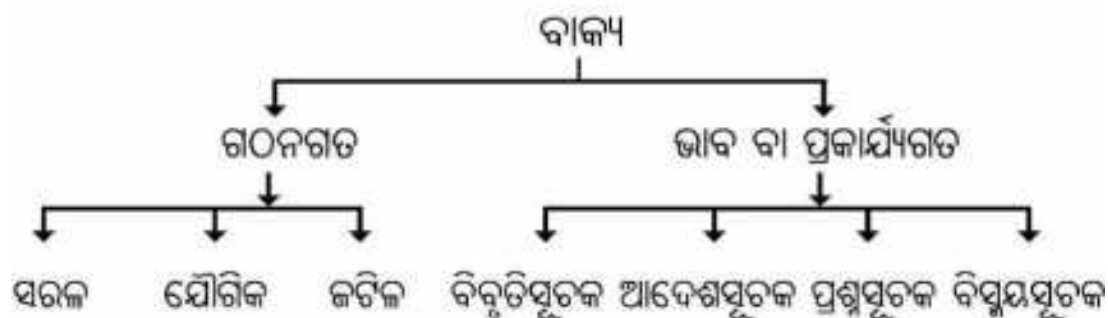 ବାକ୍ୟ
ଗଠନଗତ ଭାବ ବା ପ୍ରକାର୍ଯ୍ୟଗତ
ସରଳ ଯୌଗିକ ଜଟିଳ ବିବୃତିସୂଚକ ଆଦେଶସୂଚକ ପ୍ରଶ୍ନସୂଚକ ବିସ୍ମୟସୂଚକ